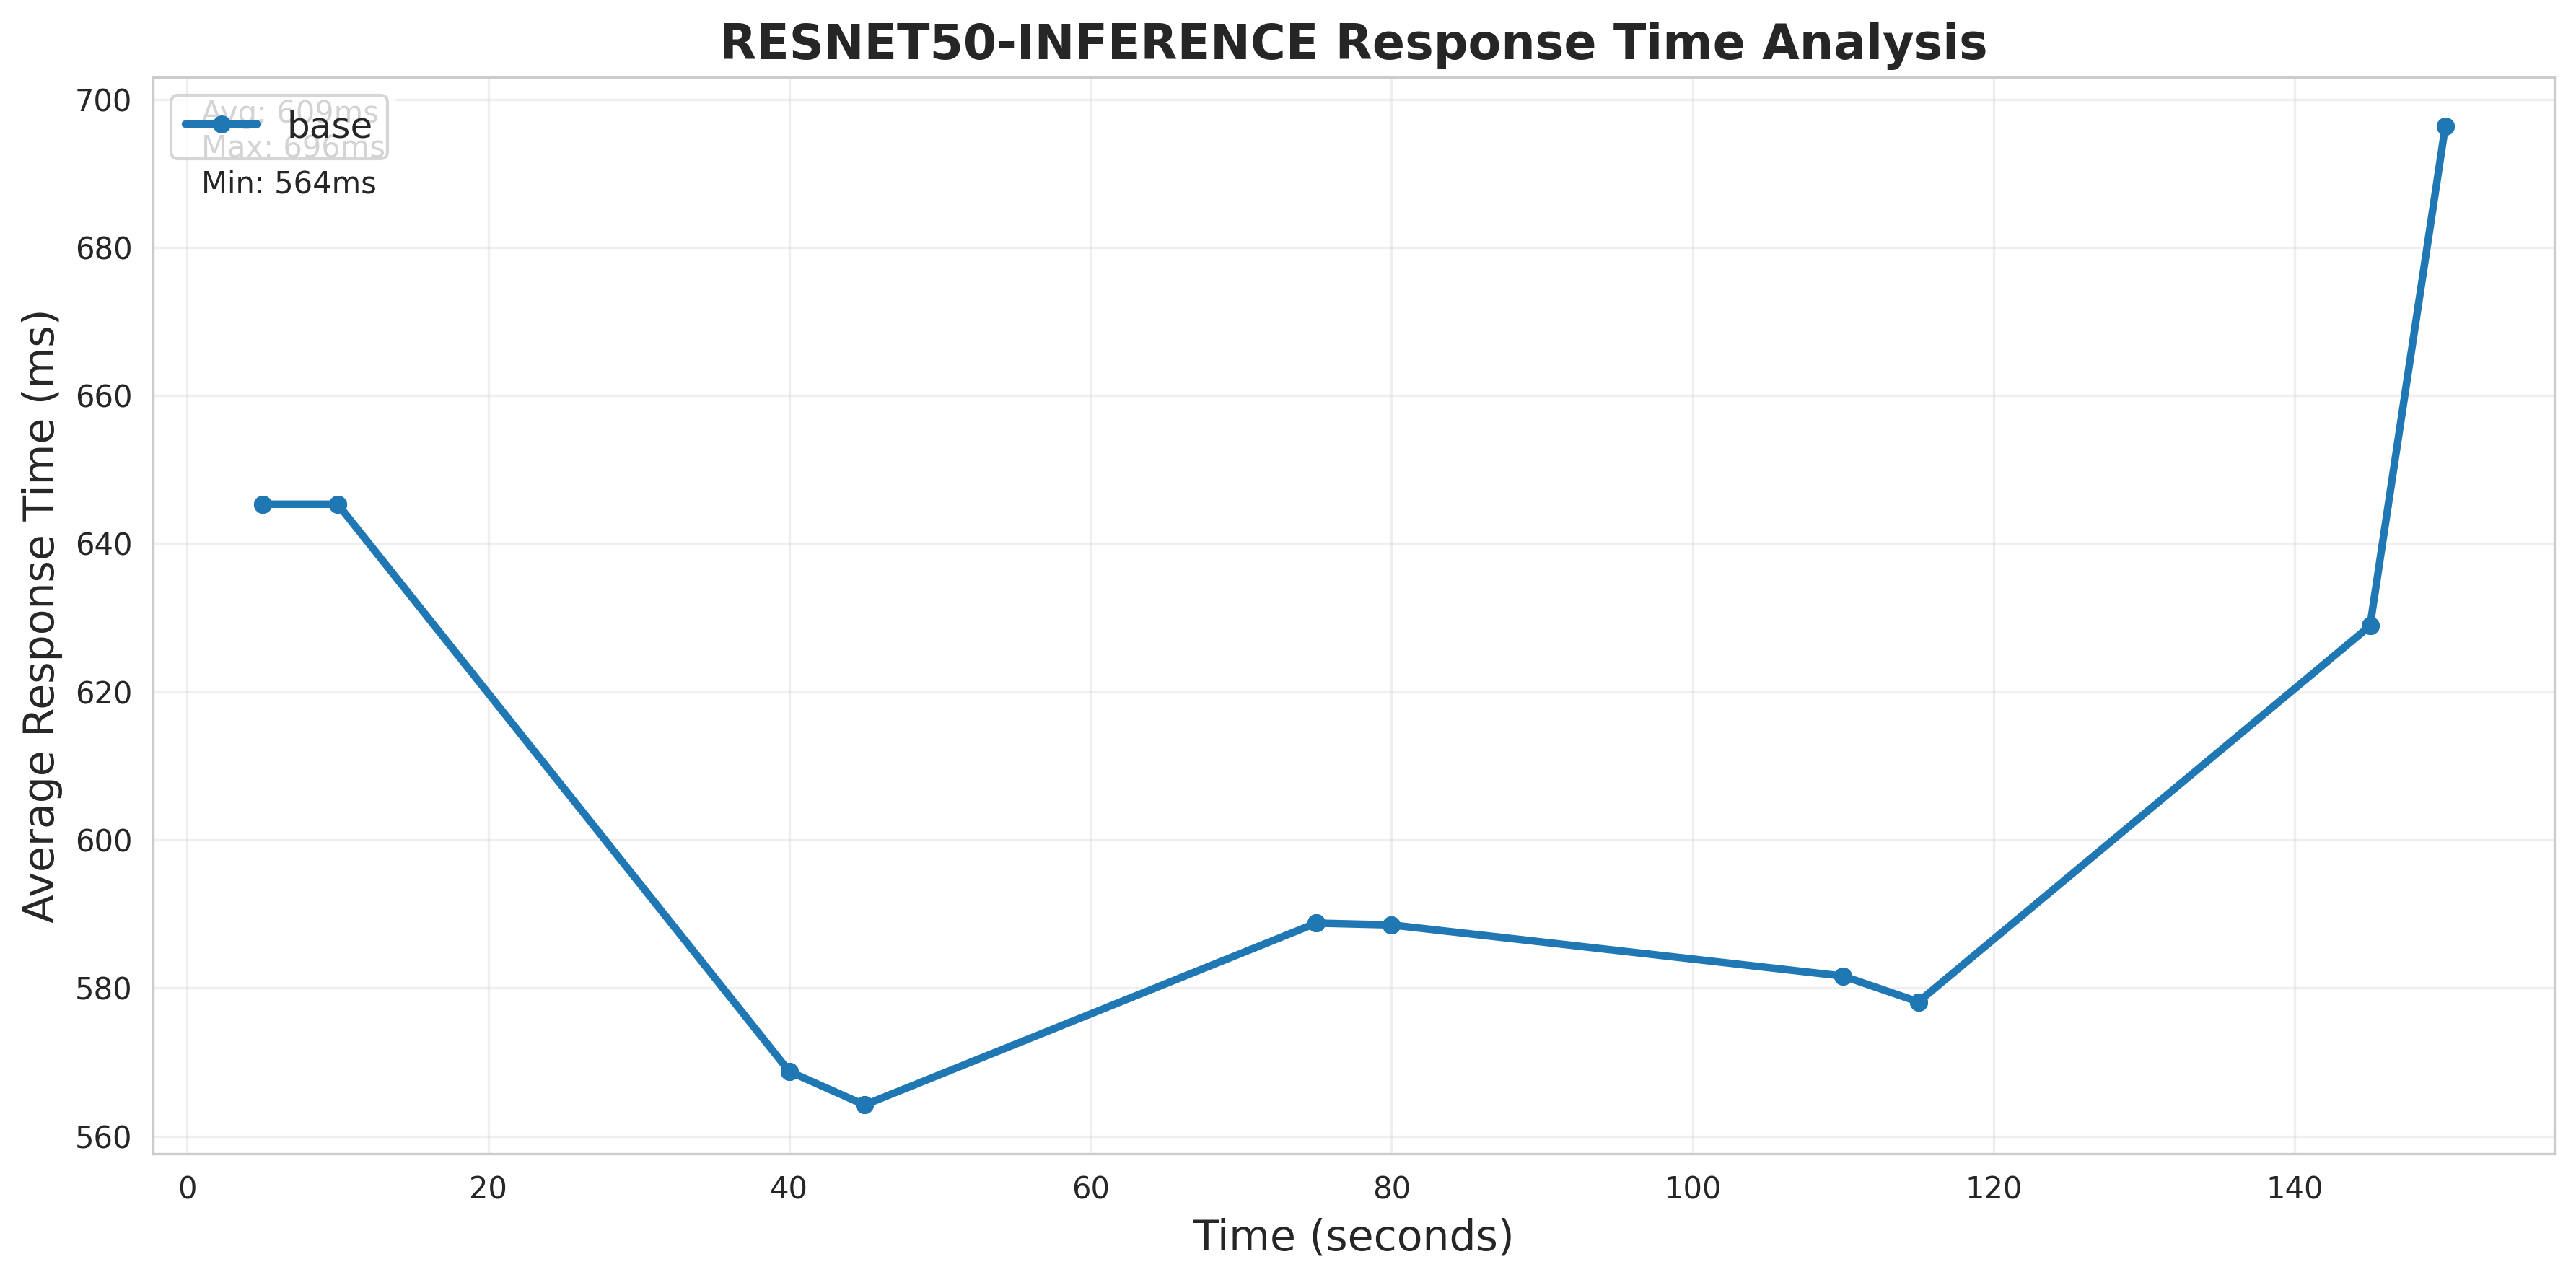 RESNET50-INFERENCE Response Time Analysis
Avg: 609ms
base
Max: 696ms
Min: 564ms
Average Response Time (ms)
700
680
660
640
620
600
580
560
0 20 40 60 80 100 120 140
Time (seconds)